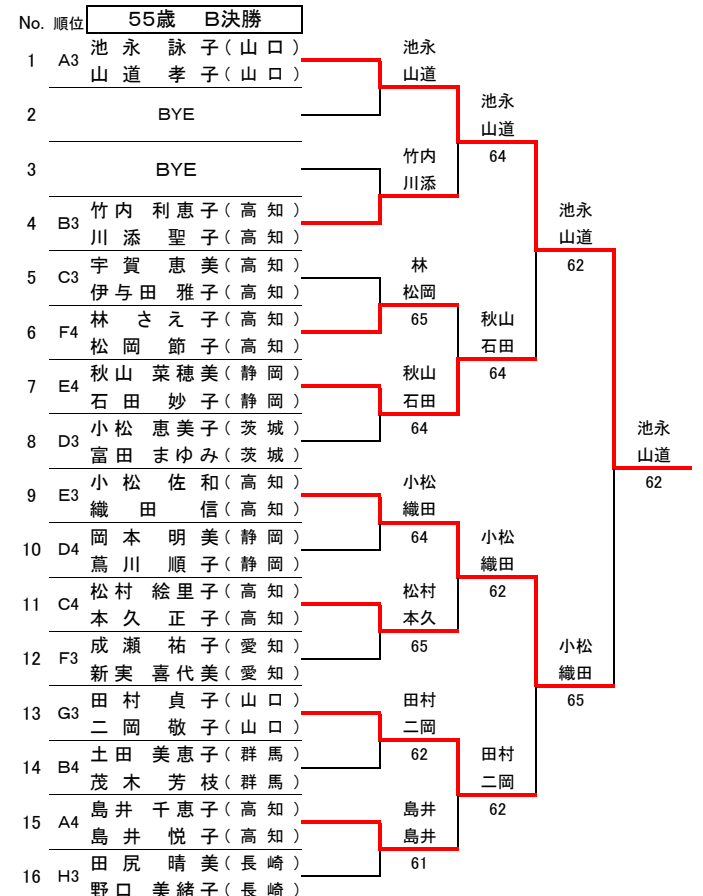 No. 順位 55歳 B決勝
1 A3 池永 詠子(山口)
山道 孝子(山口)
2 BYE
3 BYE
4 B3 竹内 利恵子(高知)
川添 聖子(高知)
5 C3 宇賀 恵美(高知)
伊与田 雅子(高知)
6 F4 林 さえ子(高知)
松岡 節子(高知)
7 E4 秋山 菜穂美(静岡)
石田 妙子(静岡)
8 D3 小松 恵美子(茨城)
富田 まゆみ(茨城)
9 E3 小松 佐和(高知)
織田 信(高知)
10 D4 岡本 明美(静岡)
蔦川 順子(静岡)
11 C4 松村 絵里子(高知)
本久 正子(高知)
12 F3 成瀬 祐子(愛知)
新実 喜代美(愛知)
13 G3 田村 貞子(山口)
二岡 敬子(山口)
14 B4 土田 美恵子(群馬)
茂木 芳枝(群馬)
15 A4 島井 千恵子(高知)
島井 悦子(高知)
16 H3 田尻 晴美(長崎)
野口 美緒子(長崎)
池永
山道
竹内
川添
林
松岡
65
秋山
石田
64
小松
織田
64
松村
本久
65
田村
二岡
62
島井
島井
61
池永
山道
64
秋山
石田
64
小松
織田
62
田村
二岡
62
池永
山道
62
小松
織田
65
池永
山道
62